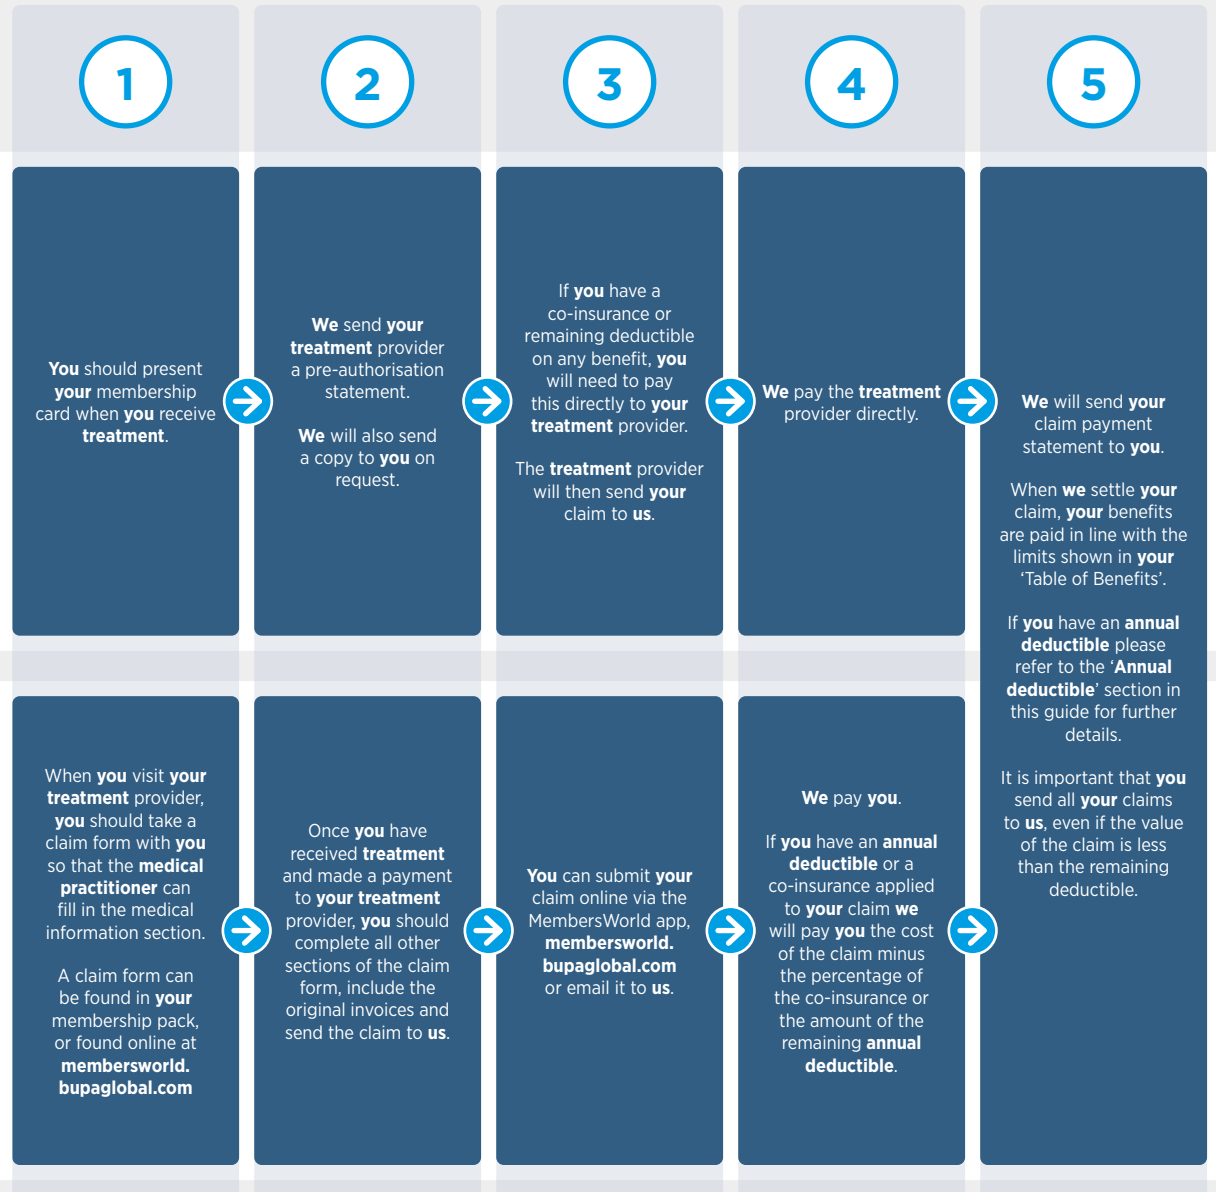 1
2
3
4
5
You should present
your membership
card when you receive
treatment.
We send your
treatment provider
a pre-authorisation
statement.
We will also send
a copy to you on
request.
If you have a
co-insurance or
remaining deductible
on any benefit, you
will need to pay
this directly to your
treatment provider.
The treatment provider
will then send your
claim to us.
We pay the treatment
provider directly.
We will send your
claim payment
statement to you.
When we settle your
claim, your benefits
are paid in line with the
limits shown in your
‘Table of Benefits’.
If you have an annual
deductible please
refer to the ‘Annual
deductible’ section in
this guide for further
details.
It is important that you
send all your claims
to us, even if the value
of the claim is less
than the remaining
deductible.
When you visit your
treatment provider,
you should take a
claim form with you
so that the medical
practitioner can
fill in the medical
information section.
A claim form can
be found in your
membership pack,
or found online at
membersworld.
bupaglobal.com
Once you have
received treatment
and made a payment
to your treatment
provider, you should
complete all other
sections of the claim
form, include the
original invoices and
send the claim to us.
You can submit your
claim online via the
MembersWorld app,
membersworld.
bupaglobal.com
or email it to us.
We pay you.
If you have an annual
deductible or a
co-insurance applied
to your claim we
will pay you the cost
of the claim minus
the percentage of
the co-insurance or
the amount of the
remaining annual
deductible.